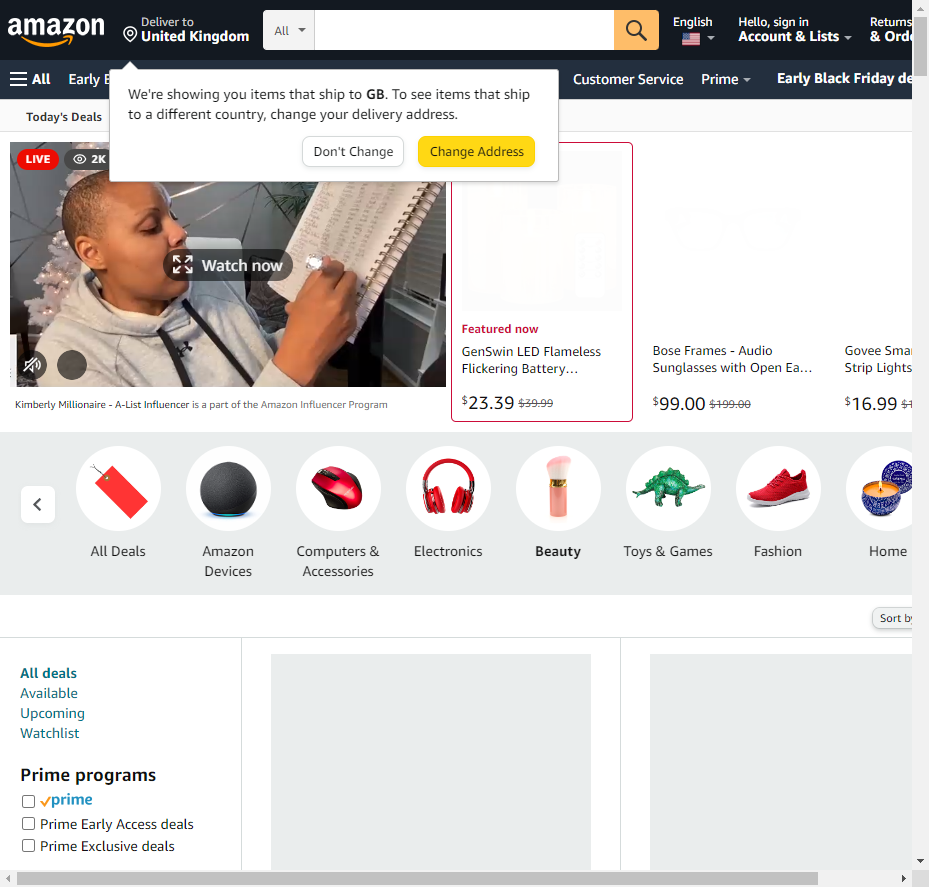 amazon
Deliver to
United Kingdom
All
English
Hello, sign in
Account & Lists
Returns
& Orde
All
Early B
Customer Service
Prime
Early Black Friday de
We're showing you items that ship to GB. To see items that ship
to a different country, change your delivery address.
Don't Change
Change Address
Today's Deals
LIVE
2K
Watch now
Kimberly Millionaire - A-List Influencer is a part of the Amazon Influencer Program
Featured now
GenSwin LED Flameless
Flickering Battery…
$23.39 $39.99
Bose Frames - Audio
Sunglasses with Open Ea…
$99.00 $199.00
Govee Smar
Strip Lights
$16.99 $1
All Deals
Amazon
Devices
Computers &
Accessories
Electronics
Beauty
Toys & Games
Fashion
Home
Sort by
All deals
Available
Upcoming
Watchlist
Prime programs
prime
Prime Early Access deals
Prime Exclusive deals